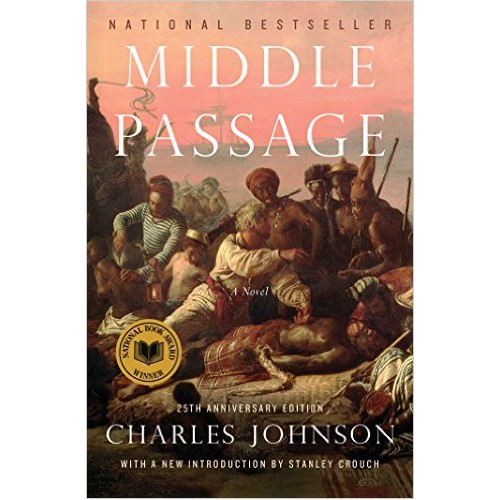 NATIONAL BESTSELLER
MIDDLE
PASSAGE
A Novel
NATIONAL BOOK AWARD
WINNER
25TH ANNIVERSARY EDITION
CHARLES JOHNSON
WITH A NEW INTRODUCTION BY STANLEY CROUCH